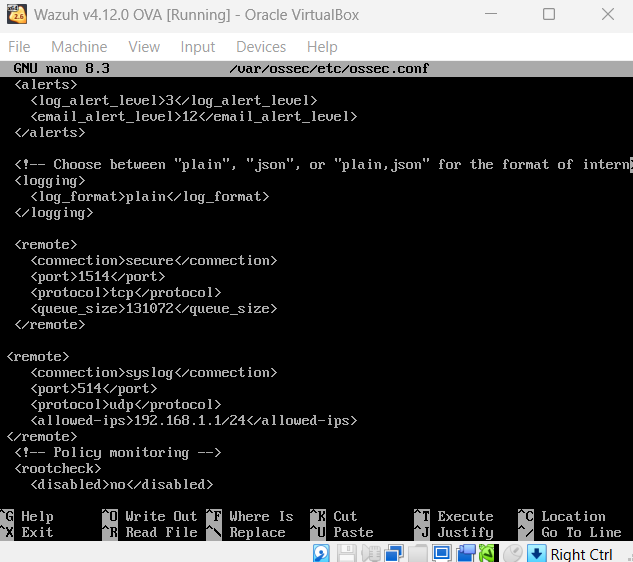 Wazuh v4.12.0 OVA [Running] - Oracle VirtualBox
File Machine View Input Devices Help
GNU nano 8.3 /var/ossec/etc/ossec.conf
<alerts>
<log_alert_level>3</log_alert_level>
<email_alert_level>12</email_alert_level>
</alerts>
<!-- Choose between "plain", "json", or "plain,json" for the format of intern>
<logging>
<log_format>plain</log_format>
</logging>
<remote>
<connection>secure</connection>
<port>1514</port>
<protocol>tcp</protocol>
<queue_size>131072</queue_size>
</remote>
<remote>
<connection>syslog</connection>
<port>514</port>
<protocol>udp</protocol>
<allowed-ips>192.168.1.1/24</allowed-ips>
</remote>
<!-- Policy monitoring -->
<rootcheck>
<disabled>no</disabled>
^G Help ^O Write Out ^F Where Is ^K Cut ^T Execute ^C Location
^X Exit ^R Read File ^\ Replace ^U Paste ^J Justify ^/ Go To Line
Right Ctrl